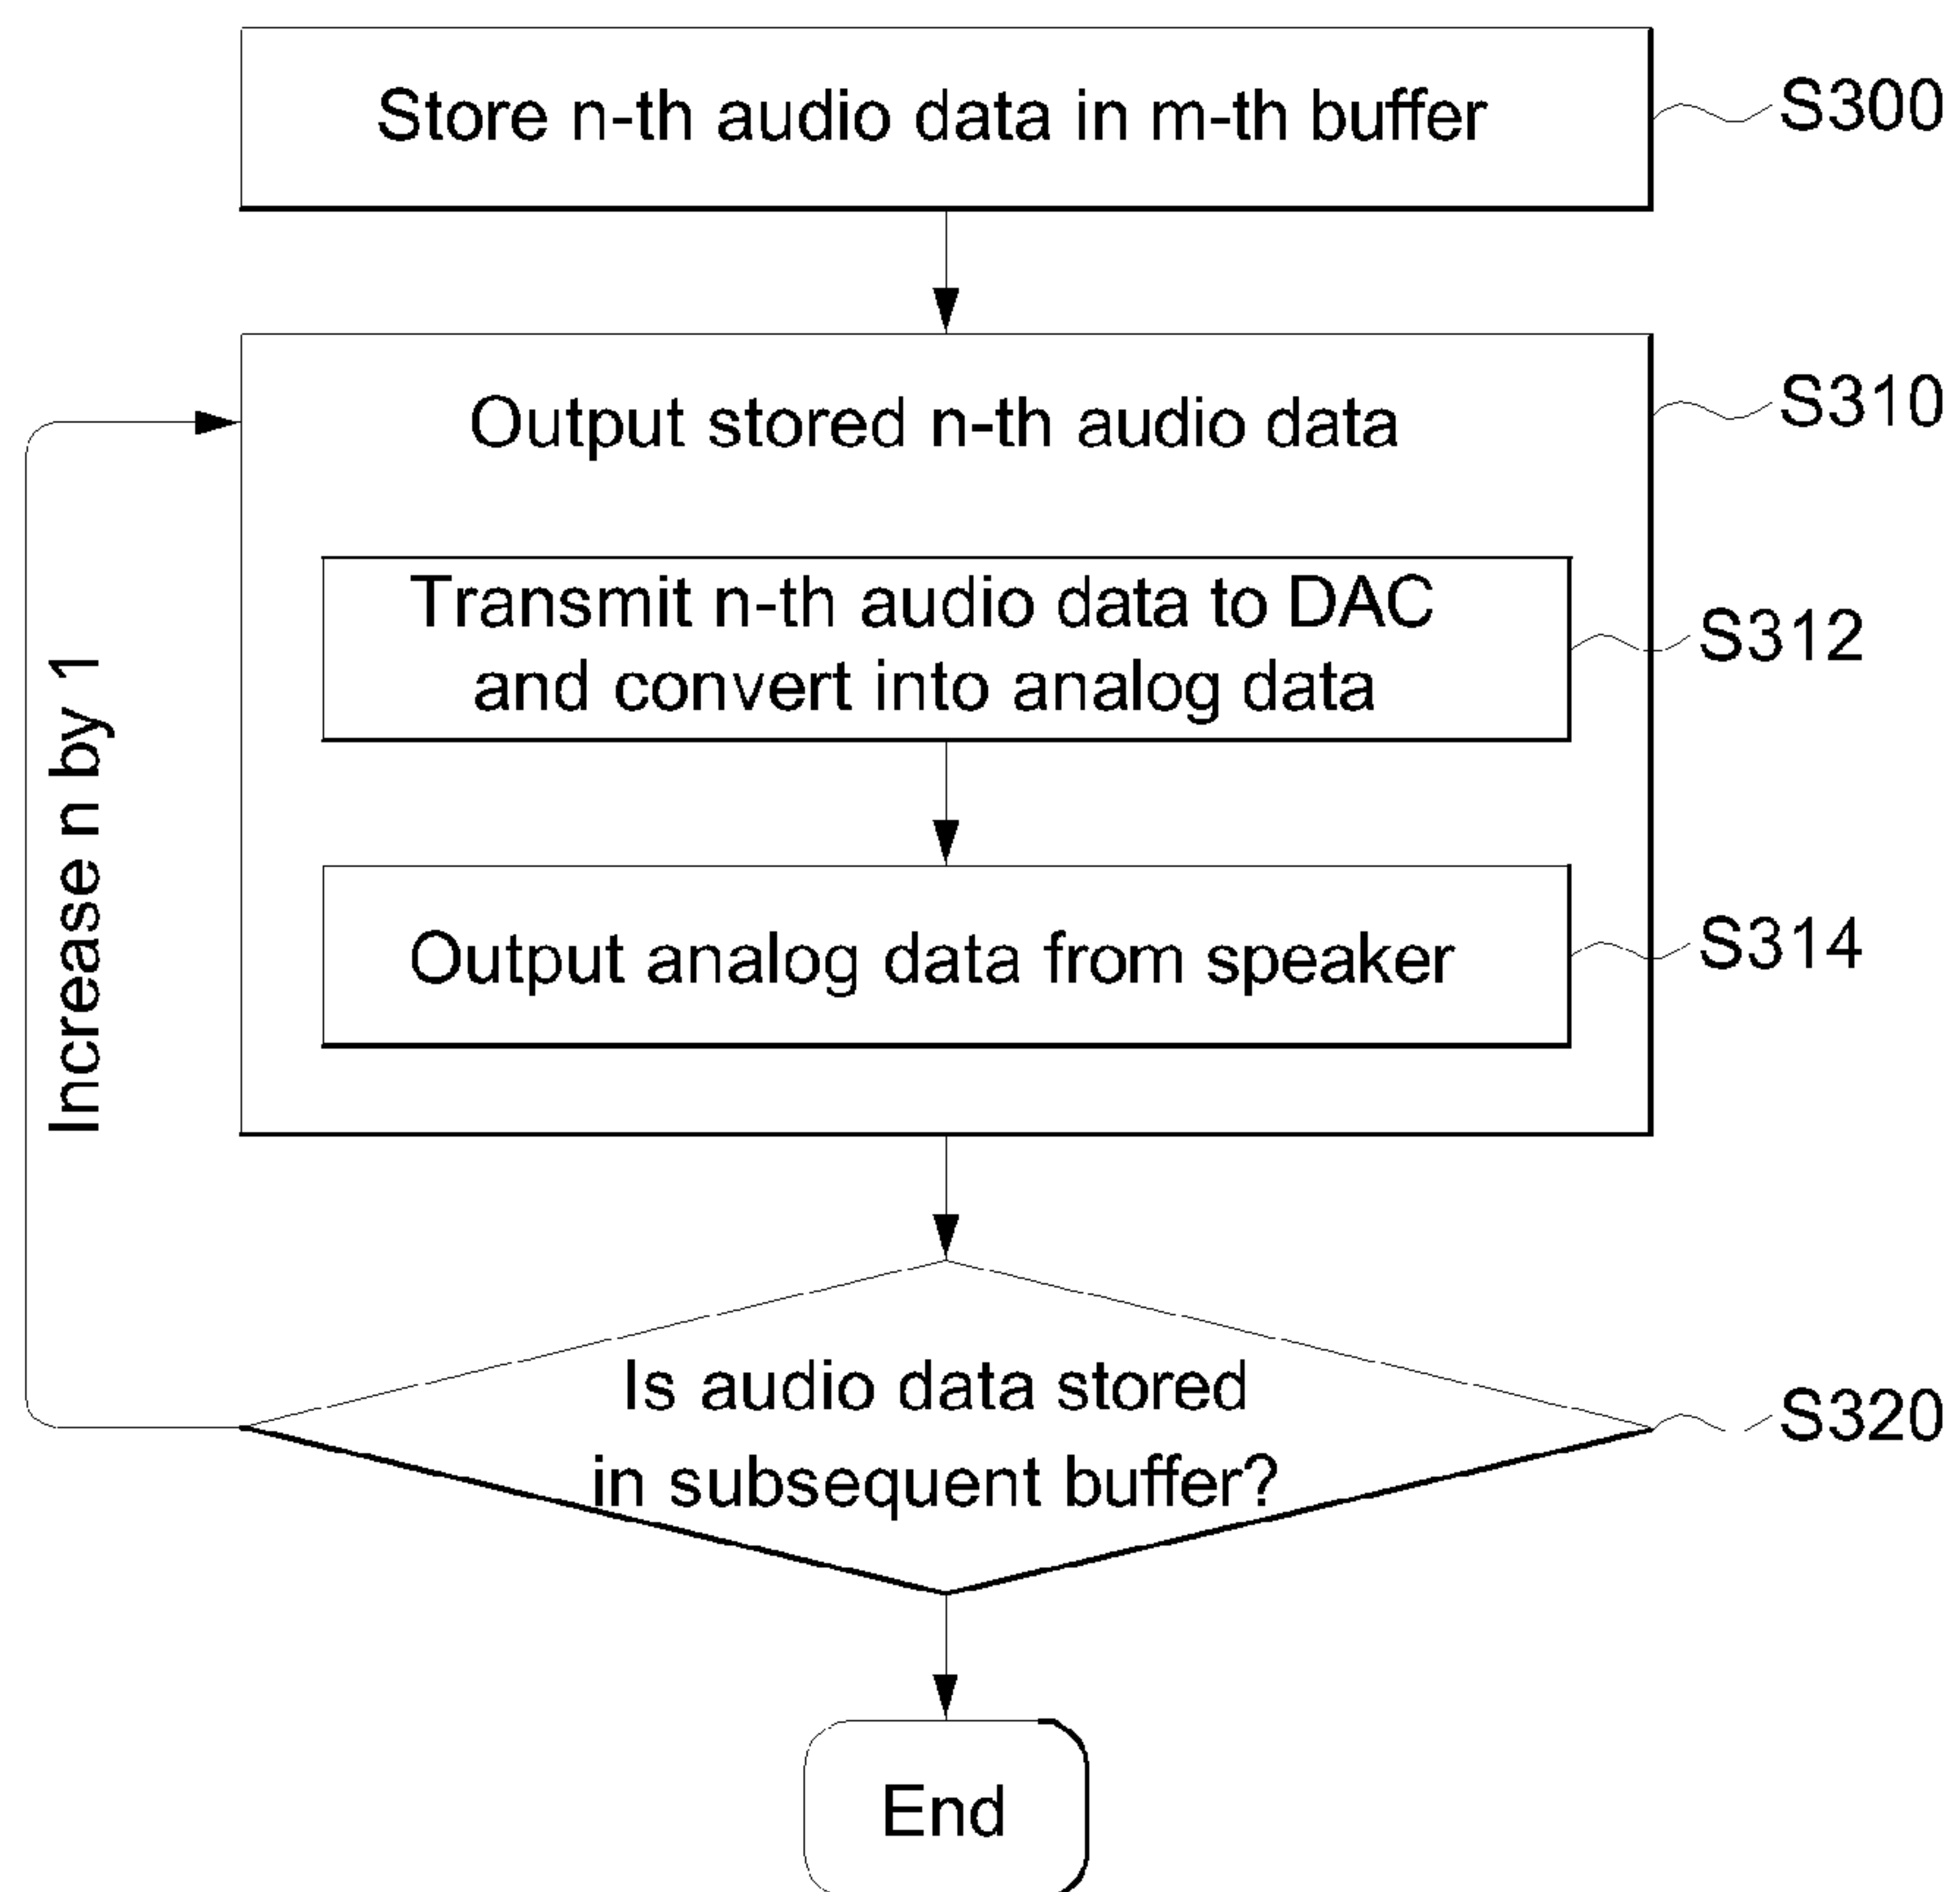 Store n-th audio data in m-th buffer
S300
Output stored n-th audio data
S310
Transmit n-th audio data to DAC
and convert into analog data
S312
Output analog data from speaker
S314
Increase n by 1
Is audio data stored
in subsequent buffer?
S320
End